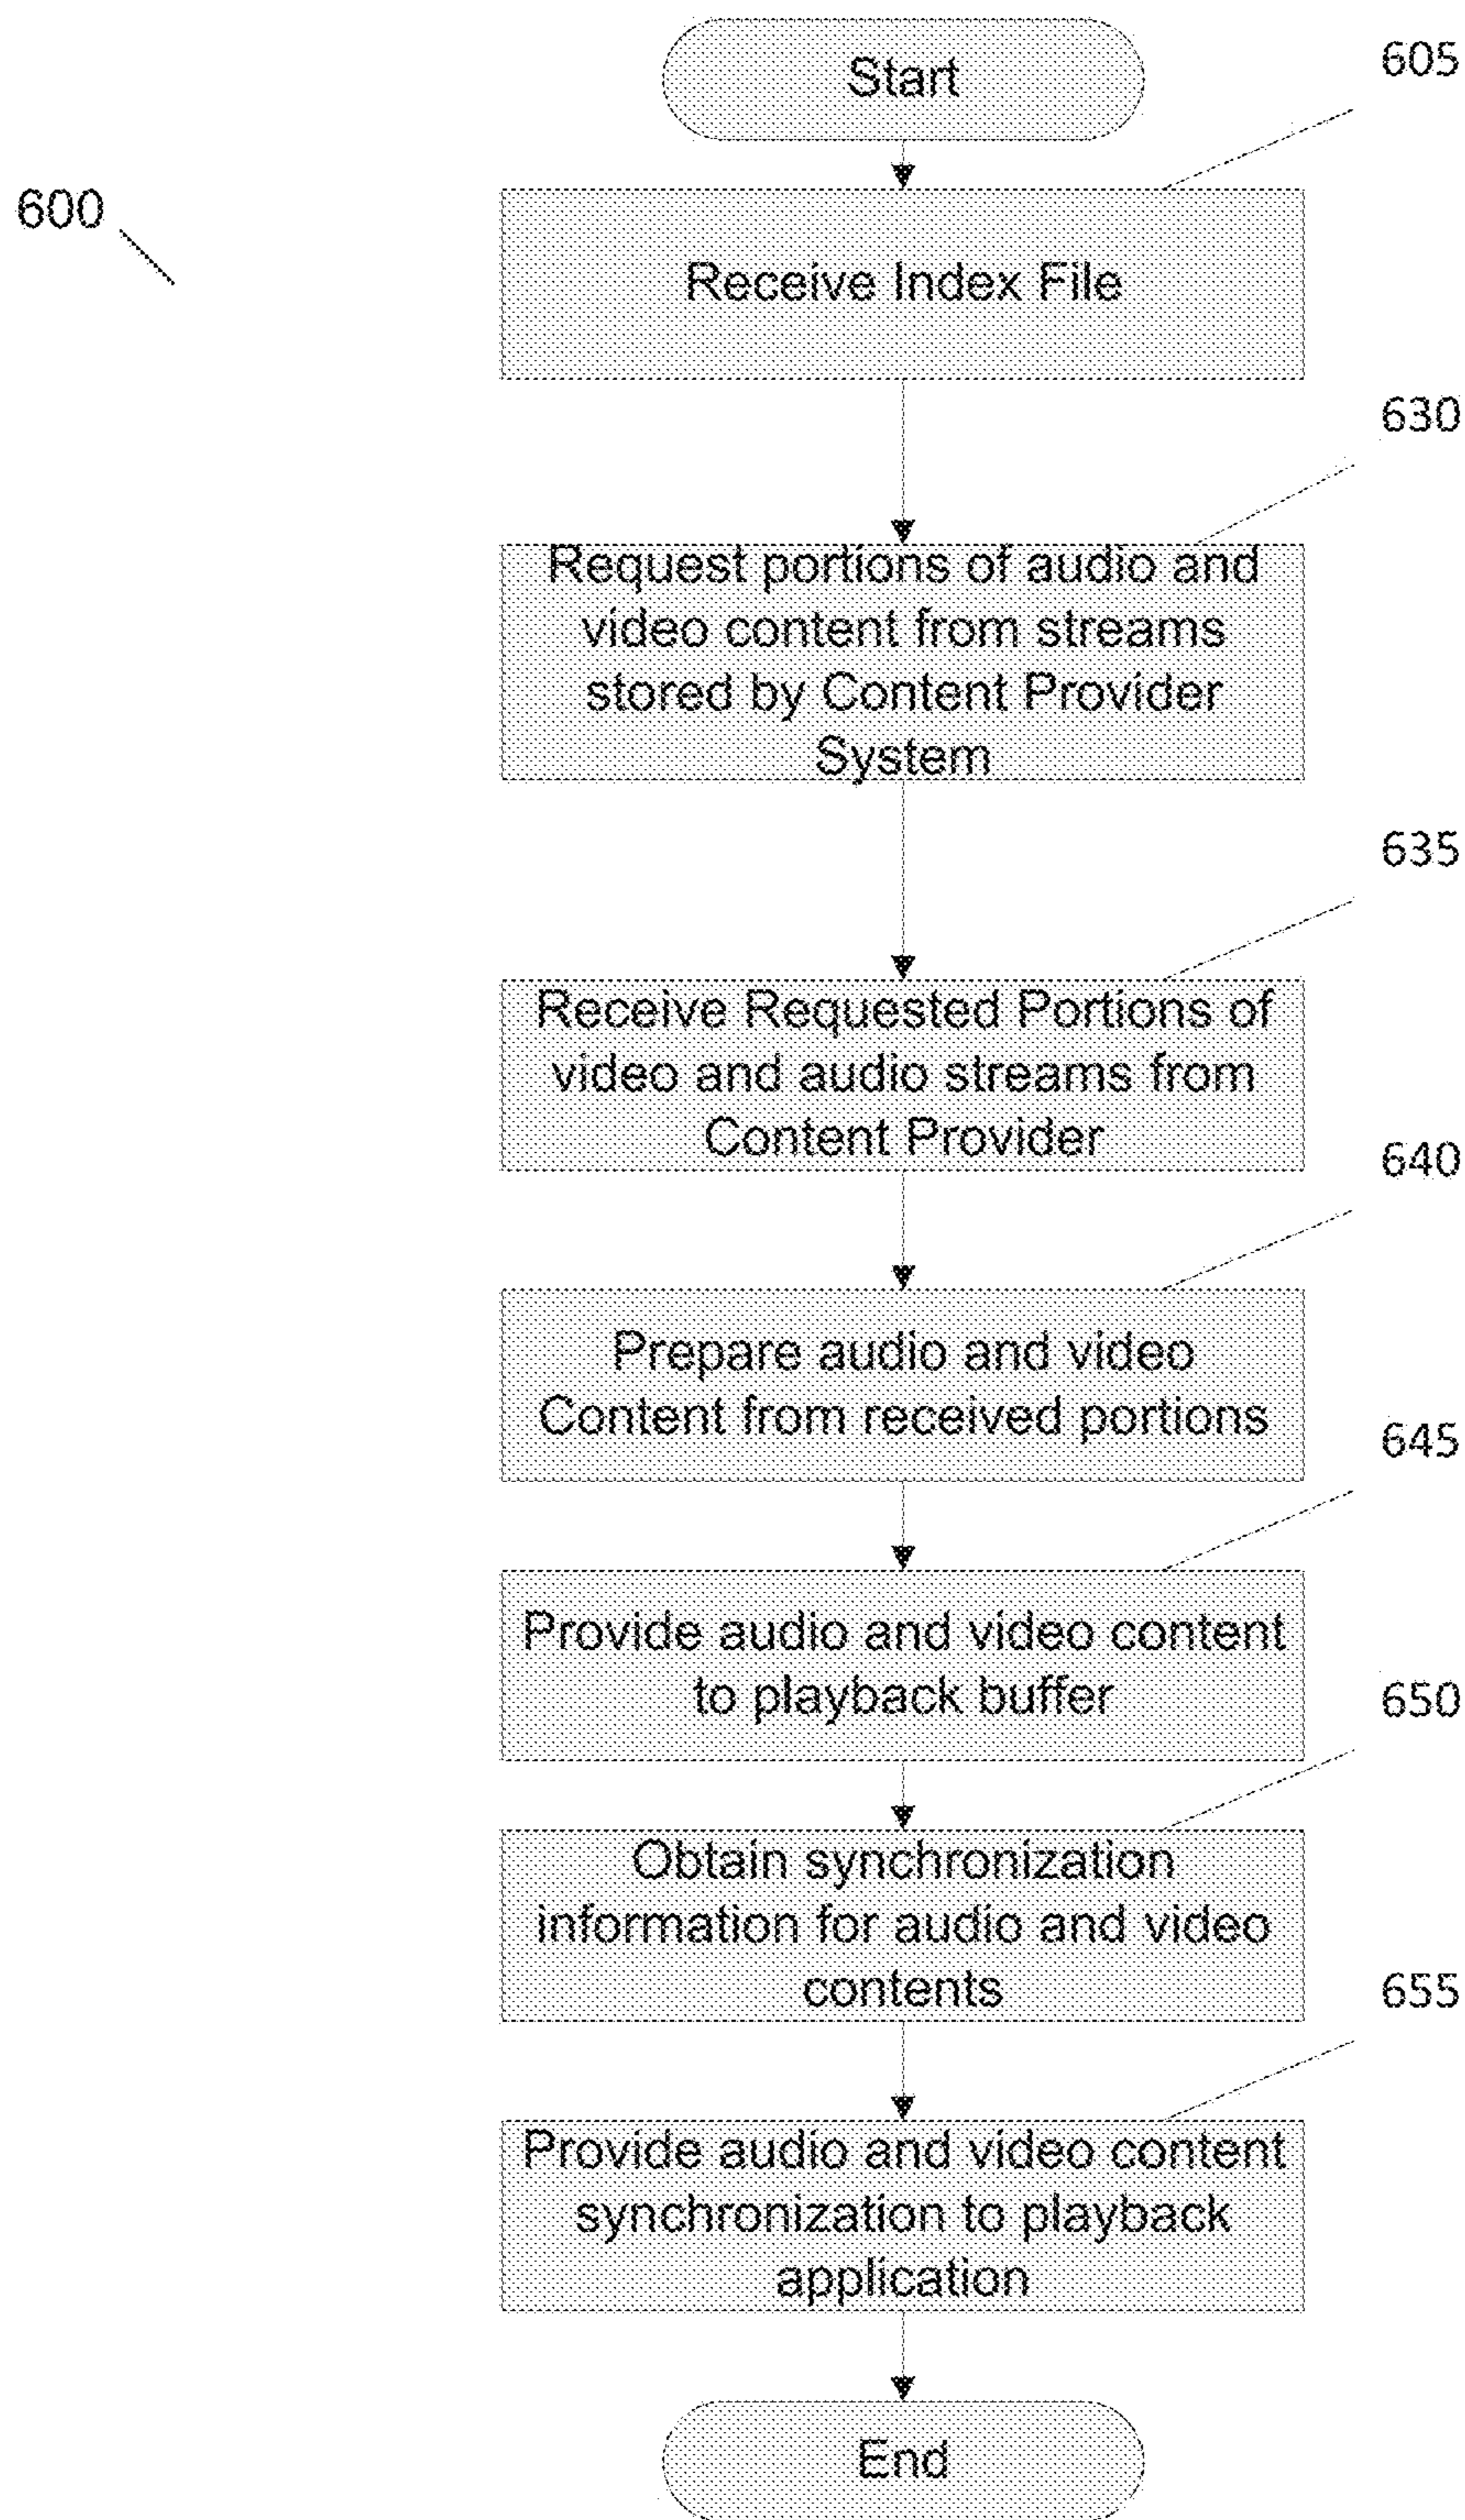 Start
605
600
Receive Index File
630
Request portions of audio and
video content from streams
stored by Content Provider
System
635
Receive Requested Portions of
video and audio streams from
Content Provider
640
Prepare audio and video
Content from received portions
645
Provide audio and video content
to playback buffer
650
Obtain synchronization
information for audio and video
contents
655
Provide audio and video content
synchronization to playback
application
End